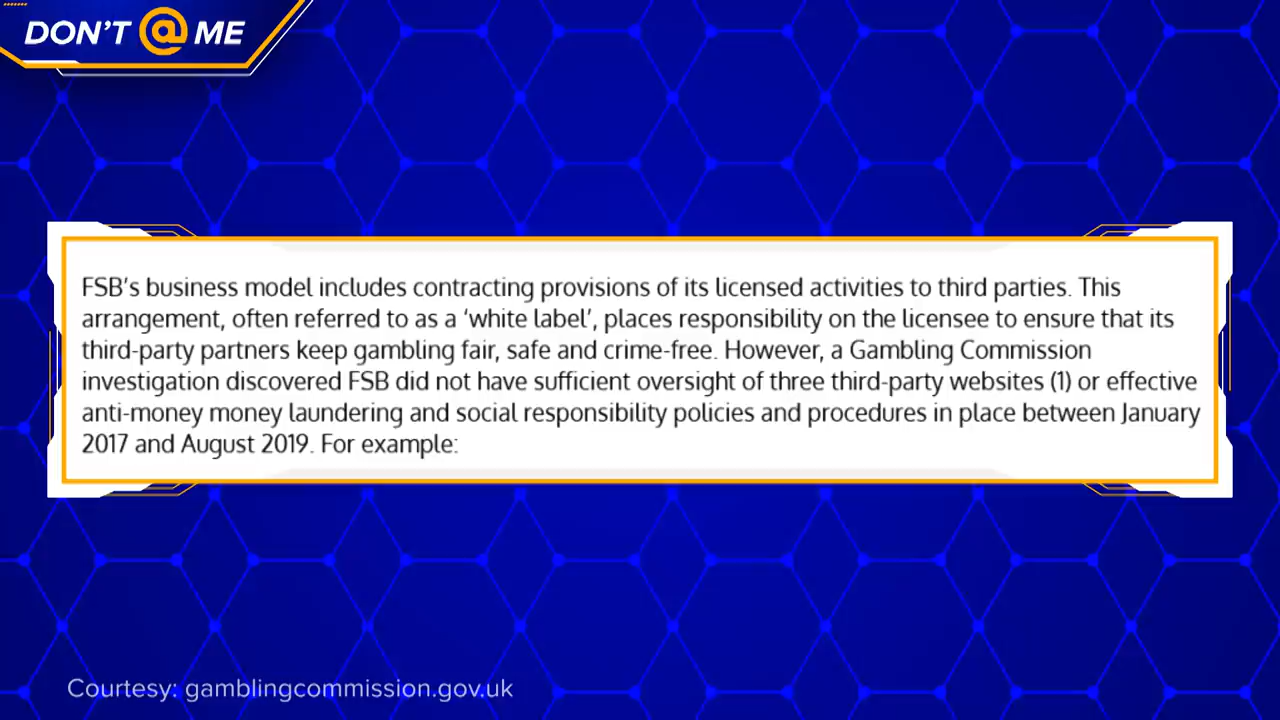 DON'T @ ME
FSB's business model includes contracting provisions of its licensed activities to third parties. This
arrangement, often referred to as a 'white label', places responsibility on the licensee to ensure that its
third-party partners keep gambling fair, safe and crime-free. However, a Gambling Commission
investigation discovered FSB did not have sufficient oversight of three third-party websites (1) or effective
anti-money money laundering and social responsibility policies and procedures in place between January
2017 and August 2019. For example:
Courtesy: gamblingcommission.gov.uk